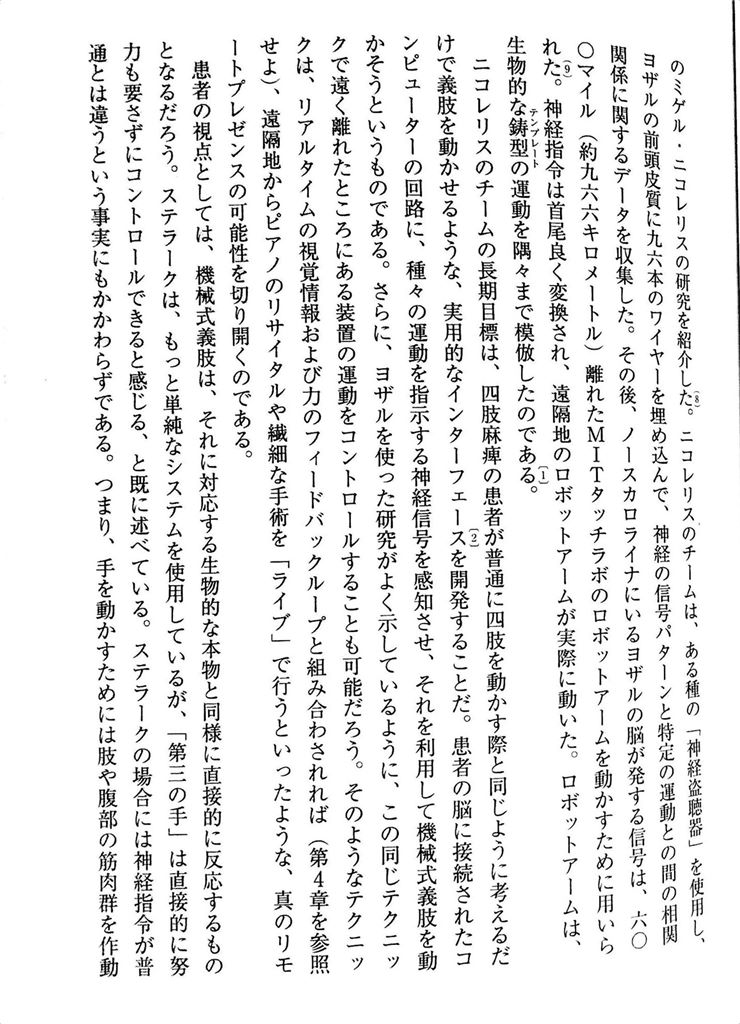 のミゲル・ニコレリスの研究を紹介した。(8)ニコレリスのチームは、ある種の「神経盗聴器」を使用し、
ヨザルの前頭皮質に九六本のワイヤーを埋め込んで、神経の信号パターンと特定の運動との間の相関
関係に関するデータを収集した。その後、ノースカロライナにいるヨザルの脳が発する信号は、六〇
〇マイル（約九六六キロメートル）離れたMITタッチラボのロボットアームを動かすために用いら
れた。(9)神経指令は首尾良く変換され、遠隔地のロボットアームが実際に動いた。ロボットアームは、
生物的な鋳型テンプレートの運動を隅々まで模倣したのである。(1)
ニコレリスのチームの長期目標は、四肢麻痺の患者が普通に四肢を動かす際と同じように考えるだ
けで義肢を動かせるような、実用的なインターフェースを(2)開発することだ。患者の脳に接続されたコ
ンピューターの回路に、種々の運動を指示する神経信号を感知させ、それを利用して機械式義肢を動
かそうというものである。さらに、ヨザルを使った研究がよく示しているように、この同じテクニッ
クで遠く離れたところにある装置の運動をコントロールすることも可能だろう。そのようなテクニッ
クは、リアルタイムの視覚情報および力のフィードバックループと組み合わされれば（第4章を参照
せよ）、遠隔地からピアノのリサイタルや繊細な手術を「ライブ」で行うといったような、真のリモ
ートプレゼンスの可能性を切り開くのである。
患者の視点としては、機械式義肢は、それに対応する生物的な本物と同様に直接的に反応するもの
となるだろう。ステラークは、もっと単純なシステムを使用しているが、「第三の手」は直接的に努
力も要さずにコントロールできると感じる、と既に述べている。ステラークの場合には神経指令が普
通とは違うという事実にもかかわらずである。つまり、手を動かすためには肢や腹部の筋肉群を作動